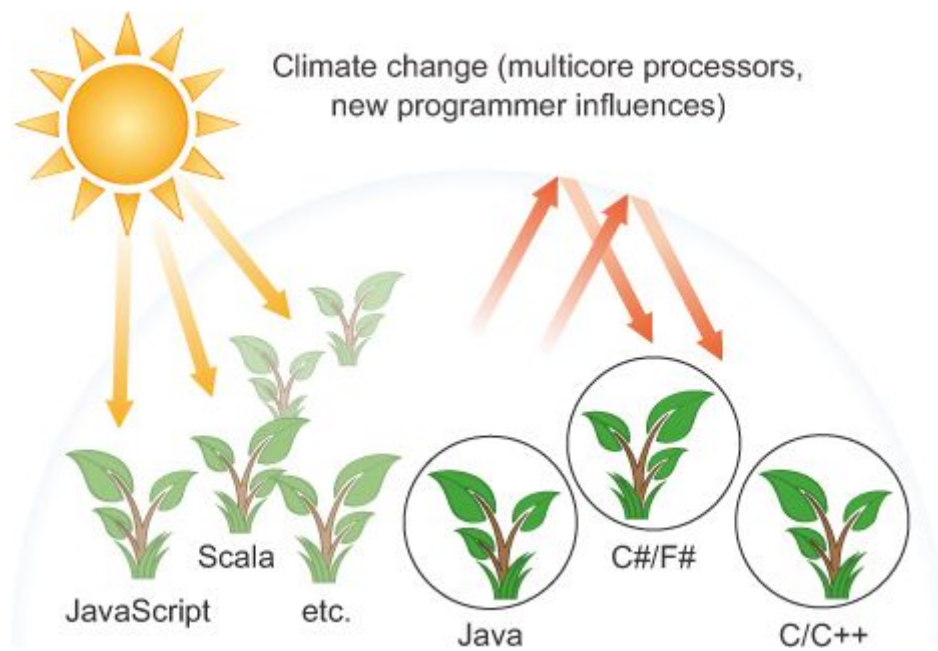 Climate change (multicore processors,
new programmer influences)
Scala
C#/F#
JavaScript
etc.
Java
C/C++